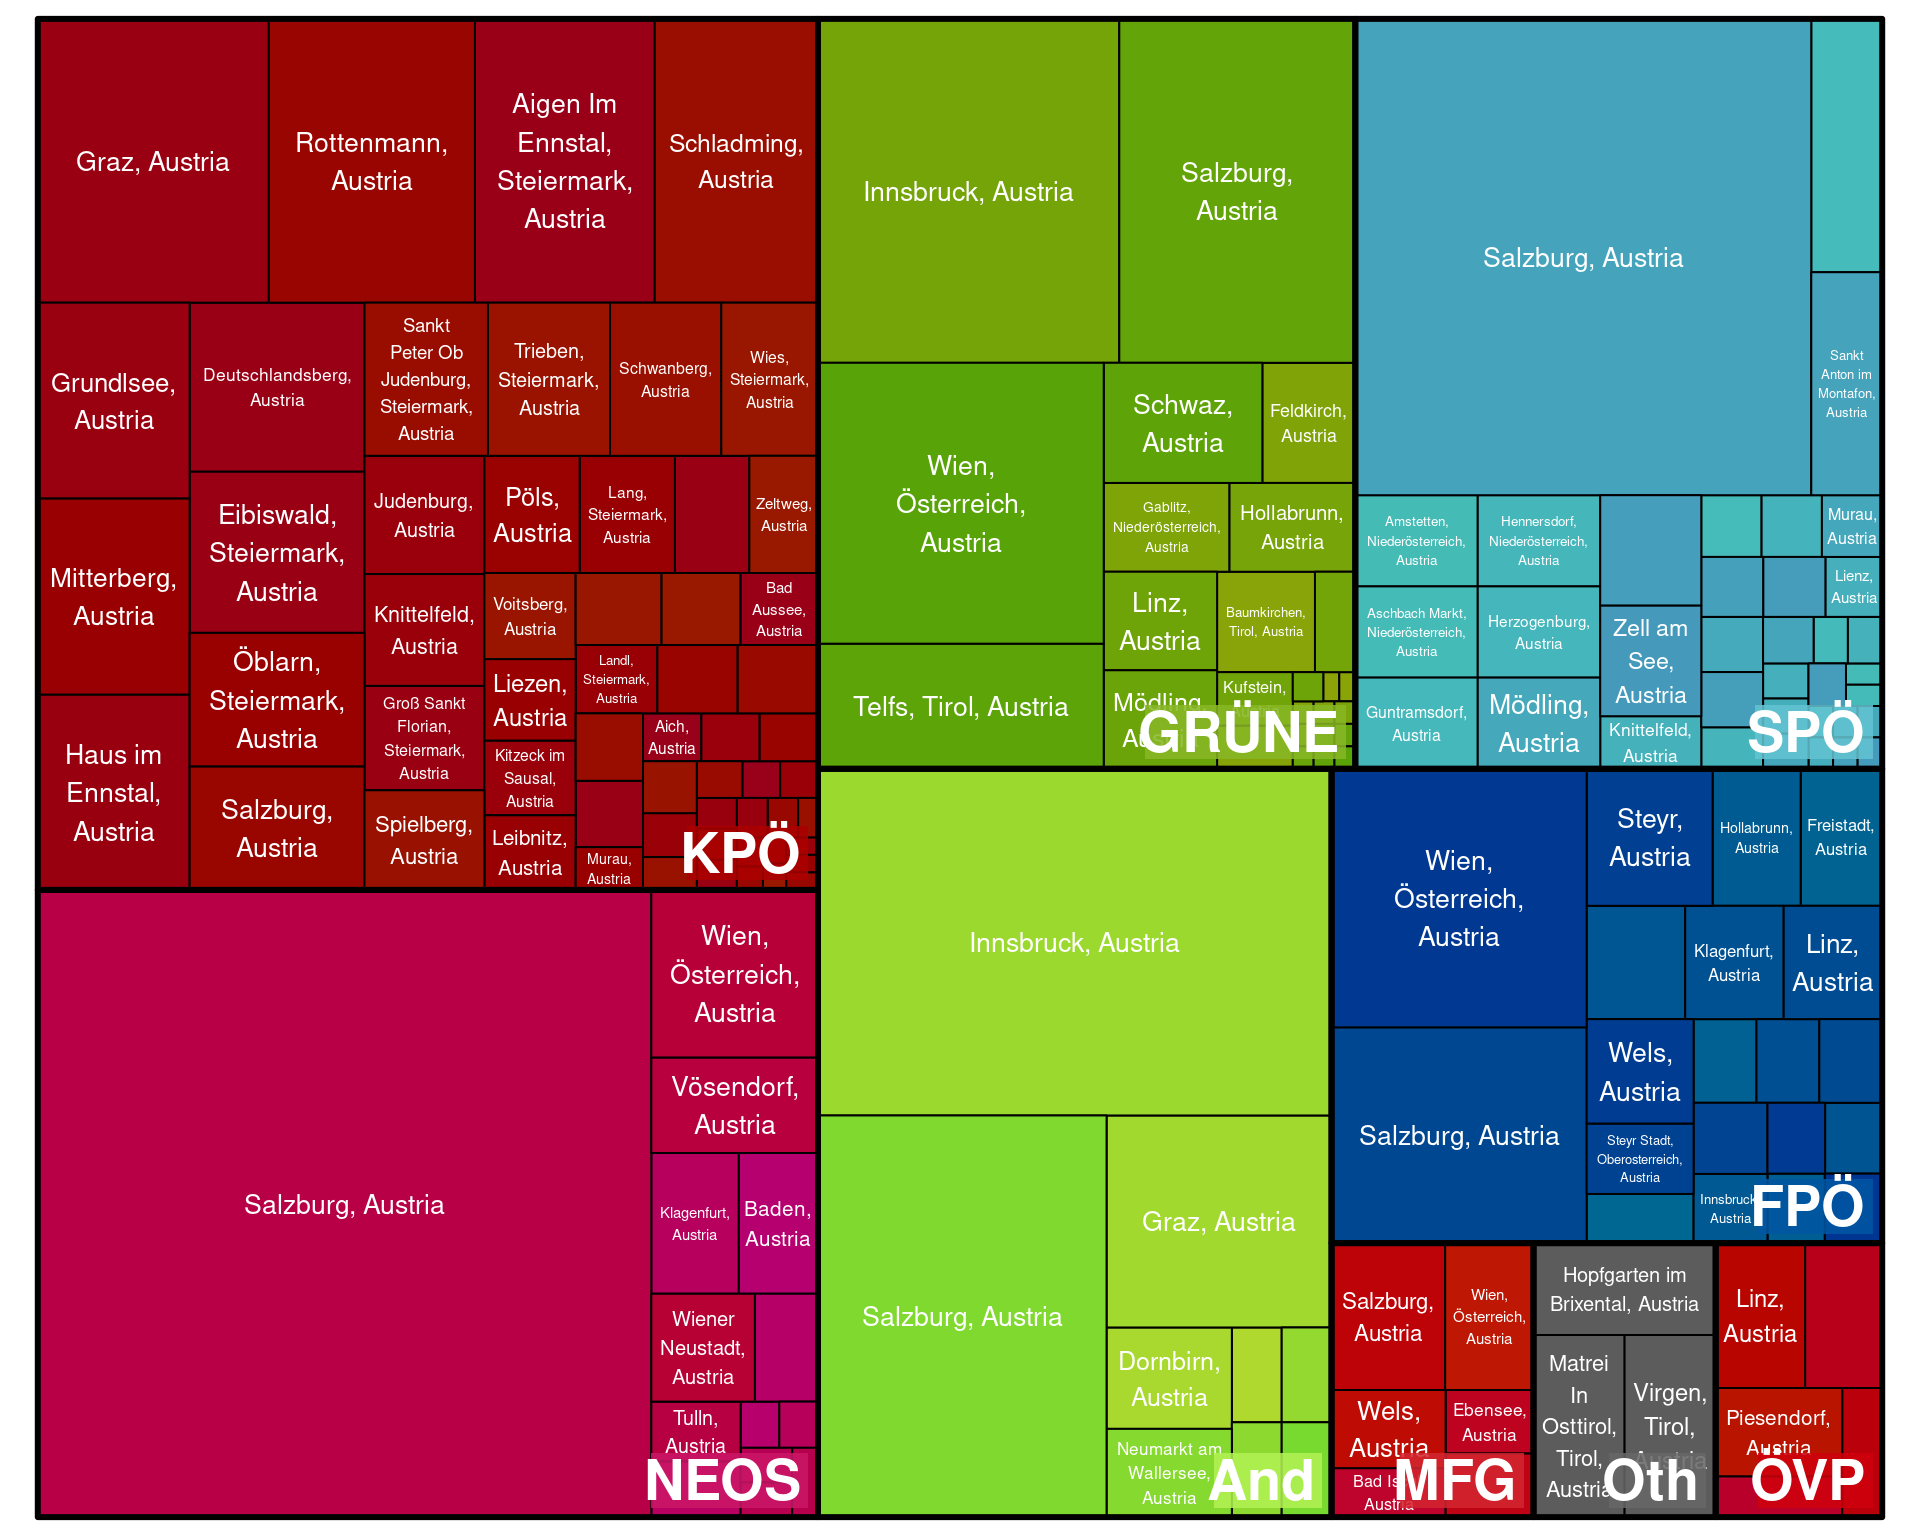 Graz, Austria
Rottenmann,
Austria
Aigen Im
Ennstal,
Steiermark,
Austria
Schladming,
Austria
Grundlsee,
Austria
Mitterberg,
Austria
Haus im
Ennstal,
Austria
Deutschlandsberg,
Austria
Eibiswald,
Steiermark,
Austria
Öblarn,
Steiermark,
Austria
Salzburg,
Austria
Sankt
Peter Ob
Judenburg,
Steiermark,
Austria
Trieben,
Steiermark,
Austria
Schwanberg,
Austria
Wies,
Steiermark,
Austria
Judenburg,
Austria
Knittelfeld,
Austria
Groß Sankt
Florian,
Steiermark,
Austria
Spielberg,
Austria
Pöls,
Austria
Lang,
Steiermark,
Austria
Zeltweg,
Austria
Voitsberg,
Austria
Bad
Aussee,
Austria
Liezen,
Austria
Landl,
Steiermark,
Austria
Kitzeck im
Sausal,
Austria
Aich,
Austria
Leibnitz,
Austria
Murau,
Austria
KPÖ
Innsbruck, Austria
Salzburg,
Austria
Wien,
Österreich,
Austria
Telfs, Tirol, Austria
Schwaz,
Austria
Feldkirch,
Austria
Gablitz,
Niederösterreich,
Austria
Hollabrunn,
Austria
Linz,
Austria
Baumkirchen,
Tirol, Austria
Mödling,
Austria
Kufstein,
Austria
GRÜNE
Salzburg, Austria
Sankt
Anton im
Montafon,
Austria
Amstetten,
Niederösterreich,
Austria
Hennersdorf,
Niederösterreich,
Austria
Aschbach Markt,
Niederösterreich,
Austria
Herzogenburg,
Austria
Guntramsdorf,
Austria
Mödling,
Austria
Zell am
See,
Austria
Knittelfeld,
Austria
Murau,
Austria
Lienz,
Austria
SPÖ
Salzburg, Austria
Wien,
Österreich,
Austria
Vösendorf,
Austria
Klagenfurt,
Austria
Baden,
Austria
Wiener
Neustadt,
Austria
Tulln,
Austria
NEOS
Innsbruck, Austria
Salzburg, Austria
Graz, Austria
Dornbirn,
Austria
Neumarkt am
Wallersee,
Austria
And
Wien,
Österreich,
Austria
Salzburg, Austria
Steyr,
Austria
Hollabrunn,
Austria
Freistadt,
Austria
Klagenfurt,
Austria
Linz,
Austria
Wels,
Austria
Steyr Stadt,
Oberosterreich,
Austria
Innsbruck,
Austria
FPÖ
Salzburg,
Austria
Wien,
Österreich,
Austria
Wels,
Austria
Ebensee,
Austria
Bad
Austria
MFG
Hopfgarten im
Brixental, Austria
Matrei
In
Osttirol,
Tirol,
Austria
Virgen,
Tirol,
Austria
Oth
Linz,
Austria
Piesendorf,
Austria
ÖVP